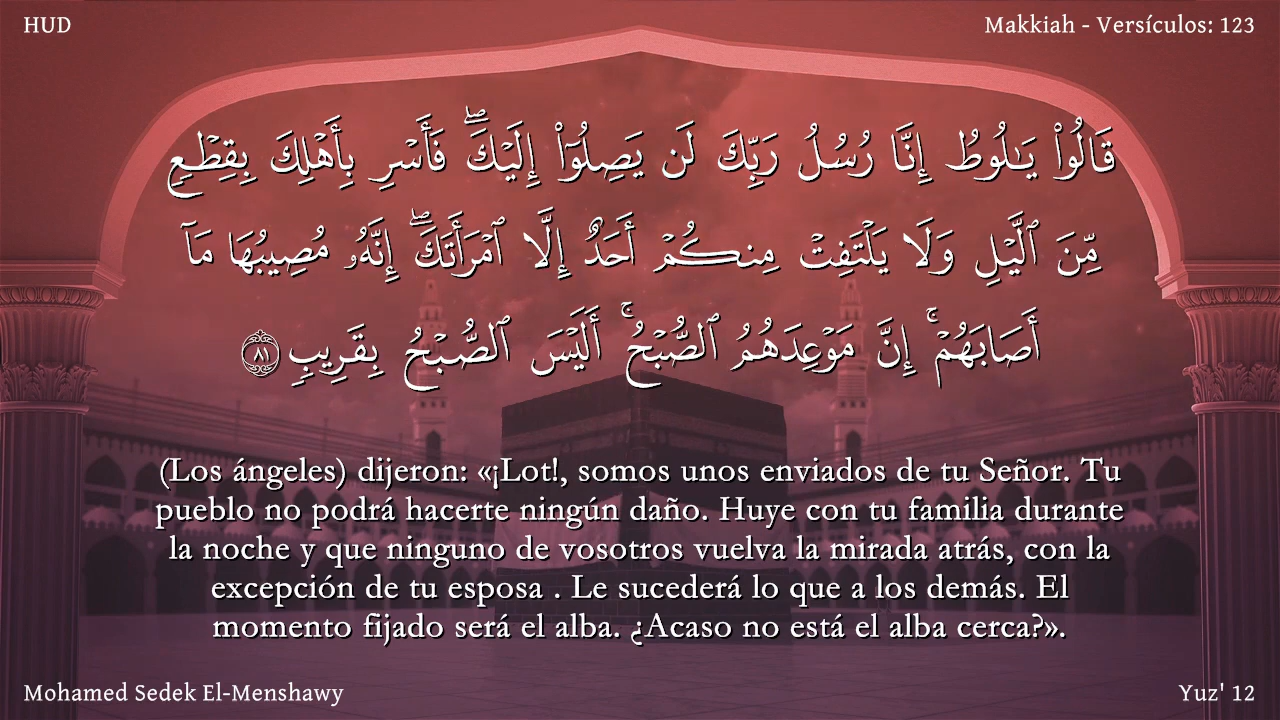 HUD
Makkiah - Versículos: 123
قَالُوا۟ يَـٰلُوطُ إِنَّا رُسُلُ رَبِّكَ لَن يَصِلُوٓا۟ إِلَيْكَ ۖ فَأَسْرِ بِأَهْلِكَ بِقِطْعٍ
مِّنَ ٱلَّيْلِ وَلَا يَلْتَفِتْ مِنكُمْ أَحَدٌ إِلَّا ٱمْرَأَتَكَ ۖ إِنَّهُۥ مُصِيبُهَا مَآ
أَصَابَهُمْ ۚ إِنَّ مَوْعِدَهُمُ ٱلصُّبْحُ ۚ أَلَيْسَ ٱلصُّبْحُ بِقَرِيبٍ ٨١
(Los ángeles) dijeron: «¡Lot!, somos unos enviados de tu Señor. Tu
pueblo no podrá hacerte ningún daño. Huye con tu familia durante
la noche y que ninguno de vosotros vuelva la mirada atrás, con la
excepción de tu esposa . Le sucederá lo que a los demás. El
momento fijado será el alba. ¿Acaso no está el alba cerca?».
Mohamed Sedek El-Menshawy
Yuz' 12